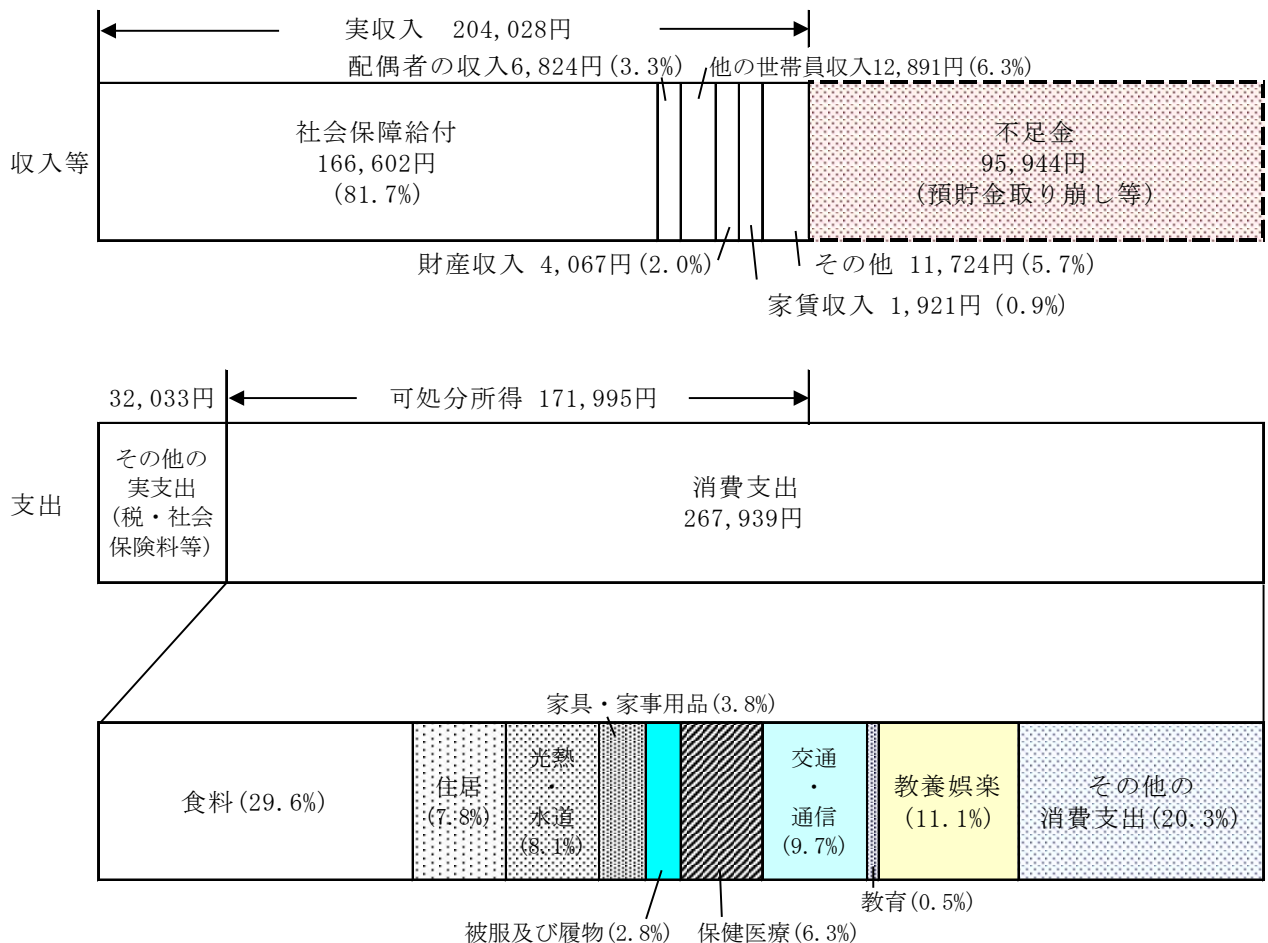 実収入 204,028円
配偶者の収入6,824円(3.3%)
他の世帯員収入12,891円(6.3%)
収入等
社会保障給付
166,602円
(81.7%)
不足金
95,944円
(預貯金取り崩し等)
財産収入 4,067円(2.0%)
その他 11,724円(5.7%)
家賃収入 1,921円 (0.9%)
32,033円
可処分所得 171,995円
支出
その他の
実支出
(税・社会
保険料等)
消費支出
267,939円
家具・家事用品(3.8%)
食料(29.6%)
住居
(7.8%)
光熱
・
水道
(8.1%)
交通
・
通信
(9.7%)
教養娯楽
(11.1%)
その他の
消費支出(20.3%)
教育(0.5%)
被服及び履物(2.8%)
保健医療(6.3%)